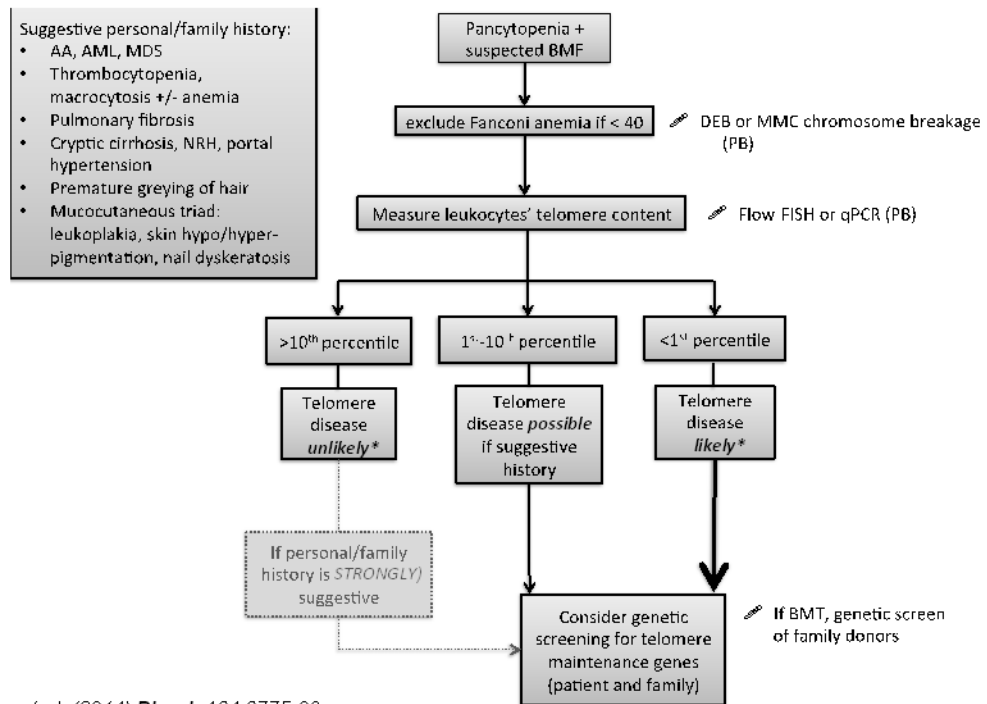 Suggestive personal/family history:
• AA, AML, MDS
• Thrombocytopenia,
macrocytosis +/- anemia
• Pulmonary fibrosis
• Cryptic cirrhosis, NRH, portal
hypertension
• Premature greying of hair
• Mucocutaneous triad:
leukoplakia, skin hypo/hyper-
pigmentation, nail dyskeratosis
Pancytopenia +
suspected BMF
exclude Fanconi anemia if < 40
DEB or MMC chromosome breakage
(PB)
Measure leukocytes' telomere content
Flow FISH or qPCR (PB)
>10th percentile
1st-10th percentile
<1st percentile
Telomere
disease
unlikely*
Telomere
disease possible
if suggestive
history
Telomere
disease
likely*
If personal/family
history is STRONGLY)
suggestive
Consider genetic
screening for telomere
maintenance genes
(patient and family)
If BMT, genetic screen
of family donors